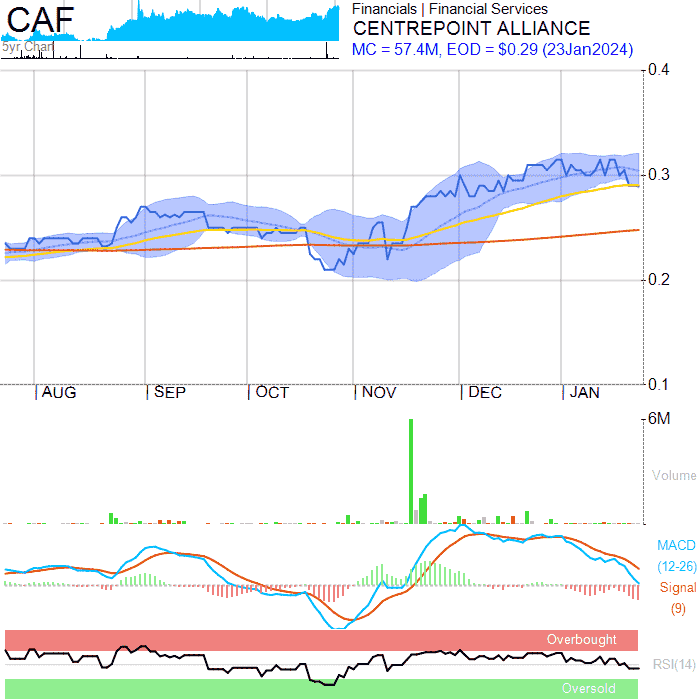 CAF
5yr Chart
Financials | Financial Services
CENTREPOINT ALLIANCE
MC = 57.4M, EOD = $0.29 (23Jan2024)
0.4
0.3
0.2
0.1
AUG
SEP
OCT
NOV
DEC
JAN
6M
Volume
MACD
(12-26)
Signal
(9)
Overbought
RSI(14)
Oversold